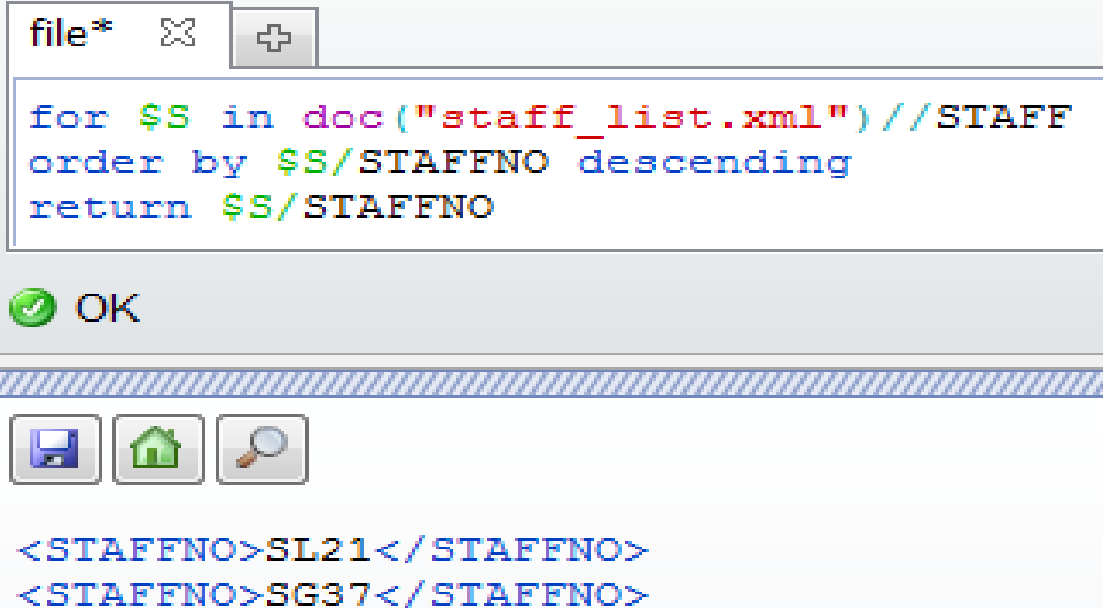 file*
for $S in doc("staff_list.xml")//STAFF
order by $S/STAFFNO descending
return $S/STAFFNO
OK
<STAFFNO>SL21</STAFFNO>
<STAFFNO>SG37</STAFFNO>